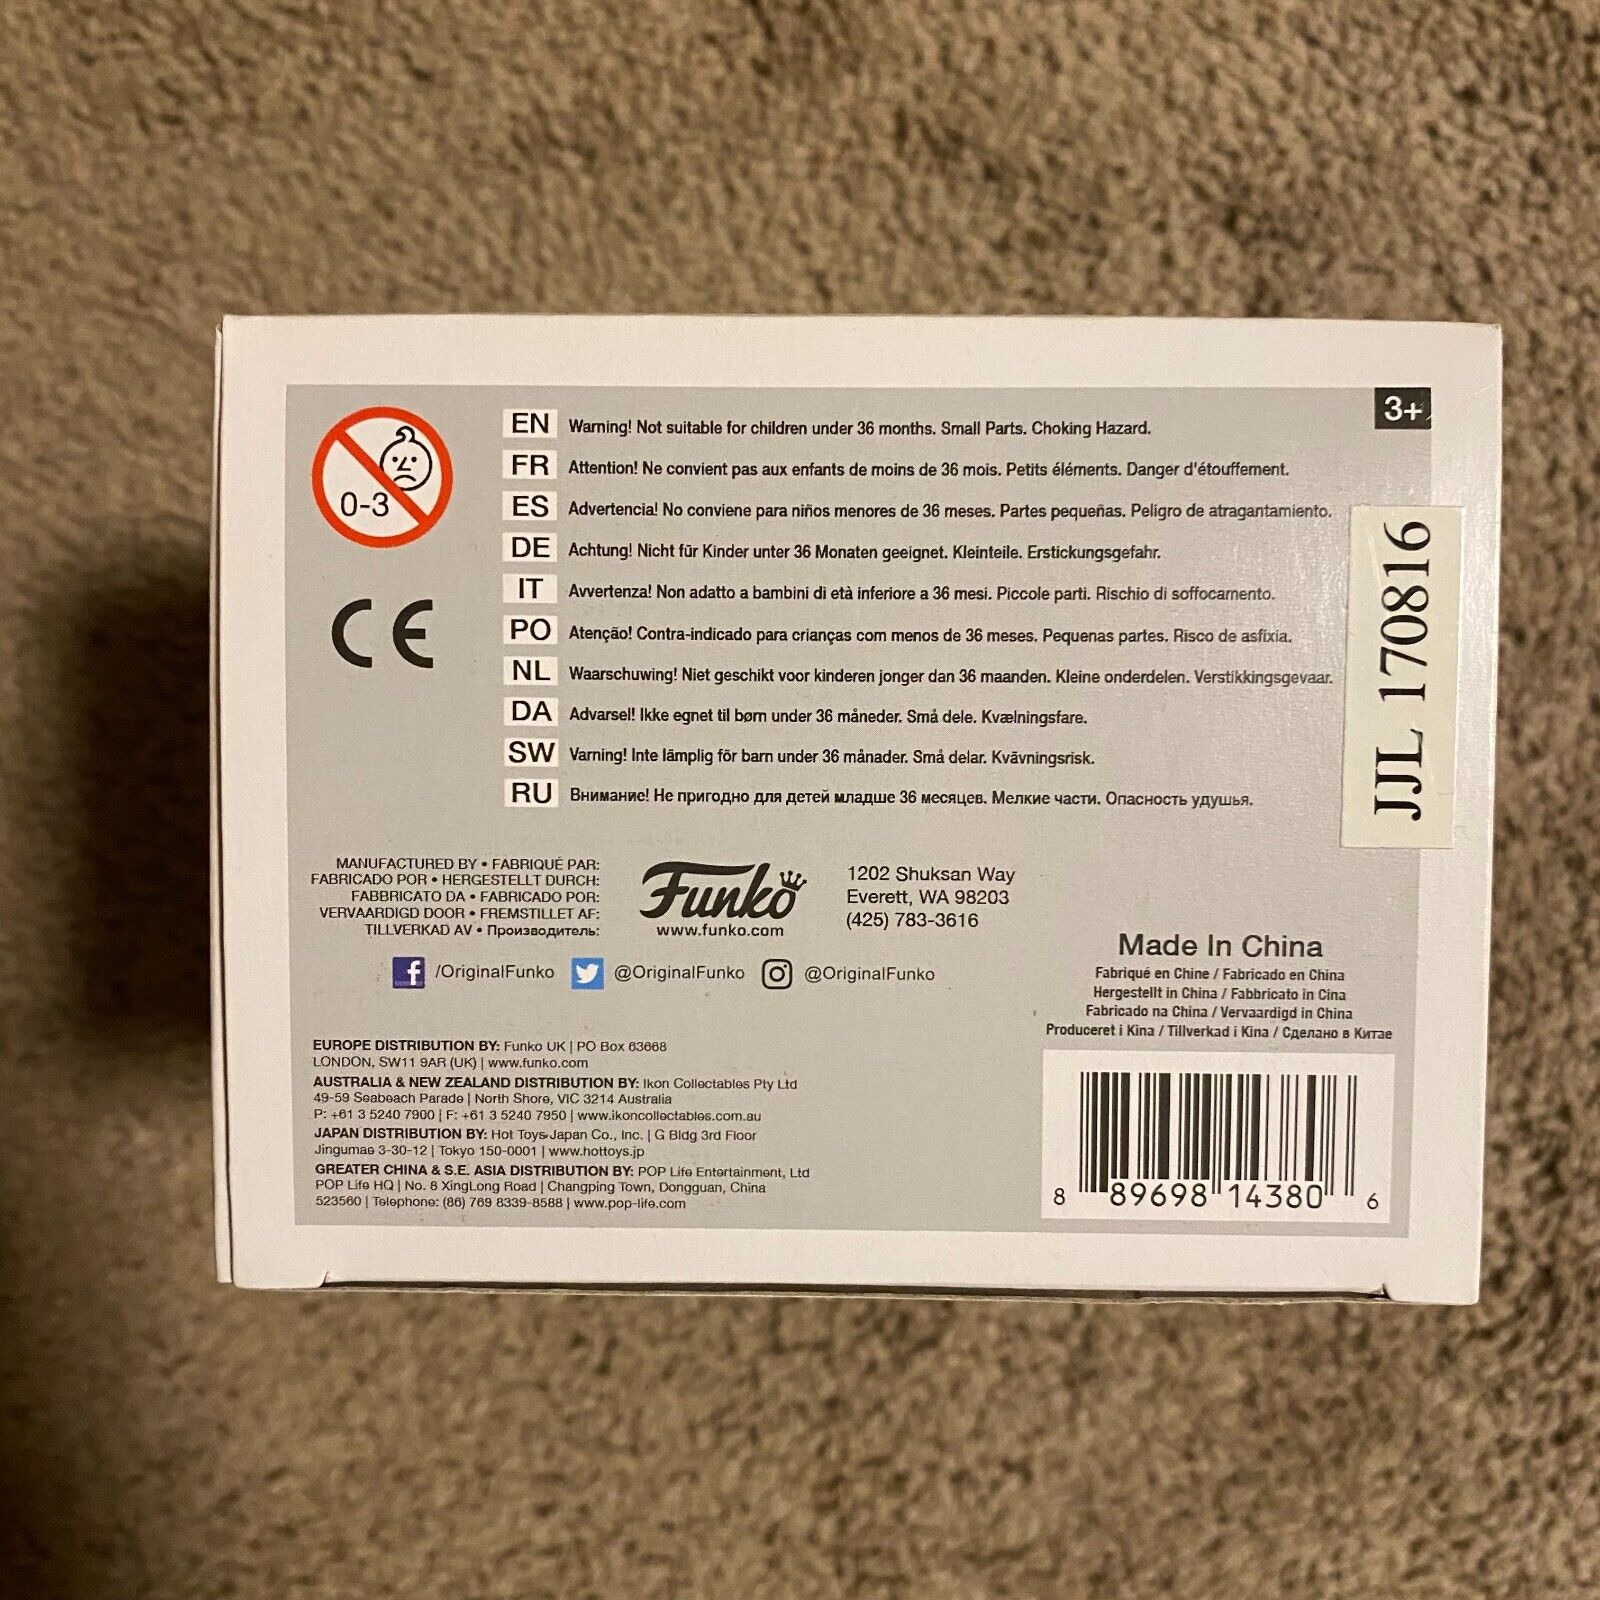 3+
0-3
CE
EN Warning! Not suitable for children under 36 months. Small Parts. Choking Hazard.
FR Attention! Ne convient pas aux enfants de moins de 36 mois. Petits éléments. Danger d'étouffement.
ES Advertencia! No conviene para niños menores de 36 meses. Partes pequeñas. Peligro de atragantamiento.
DE Achtung! Nicht für Kinder unter 36 Monaten geeignet. Kleinteile. Erstickungsgefahr.
IT Avvertenza! Non adatto a bambini di età inferiore a 36 mesi. Piccole parti. Rischio di soffocamento.
PO Atenção! Contra-indicado para crianças com menos de 36 meses. Pequenas partes. Risco de asfixia.
NL Waarschuwing! Niet geschikt voor kinderen jonger dan 36 maanden. Kleine onderdelen. Verstikkingsgevaar.
DA Advarsel! Ikke egnet til børn under 36 måneder. Små dele. Kvælningsfare.
SW Varning! Inte lämplig för barn under 36 månader. Små delar. Kvävningsrisk.
RU Внимание! Не пригодно для детей младше 36 месяцев. Мелкие части. Опасность удушья.
JJL 170816
MANUFACTURED BY • FABRIQUÉ PAR:
FABRICADO POR • HERGESTELLT DURCH:
FABBRICATO DA • FABRICADO POR:
VERVAARDIGD DOOR • FREMSTILLET AF:
TILLVERKAD AV • Производитель:
Funko
www.funko.com
1202 Shuksan Way
Everett, WA 98203
(425) 783-3616
/OriginalFunko @OriginalFunko @OriginalFunko
Made In China
Fabriqué en Chine / Fabricado en China
Hergestellt in China / Fabbricato in Cina
Fabricado na China / Vervaardigd in China
Produceret i Kina / Tillverkad i Kina / Сделано в Китае
EUROPE DISTRIBUTION BY: Funko UK | PO Box 63668
LONDON, SW11 9AR (UK) | www.funko.com
AUSTRALIA & NEW ZEALAND DISTRIBUTION BY: Ikon Collectables Pty Ltd
49-59 Seabeach Parade | North Shore, VIC 3214 Australia
P: +61 3 5240 7900 | F: +61 3 5240 7950 | www.ikoncollectables.com.au
JAPAN DISTRIBUTION BY: Hot Toys Japan Co., Inc. | G Bldg 3rd Floor
Jingumae 3-30-12 | Tokyo 150-0001 | www.hottoys.jp
GREATER CHINA & S.E. ASIA DISTRIBUTION BY: POP Life Entertainment, Ltd
POP Life HQ | No. 8 XingLong Road | Changping Town, Dongguan, China
523560 | Telephone: (86) 769 8339-8588 | www.pop-life.com
8 89698 14380 6